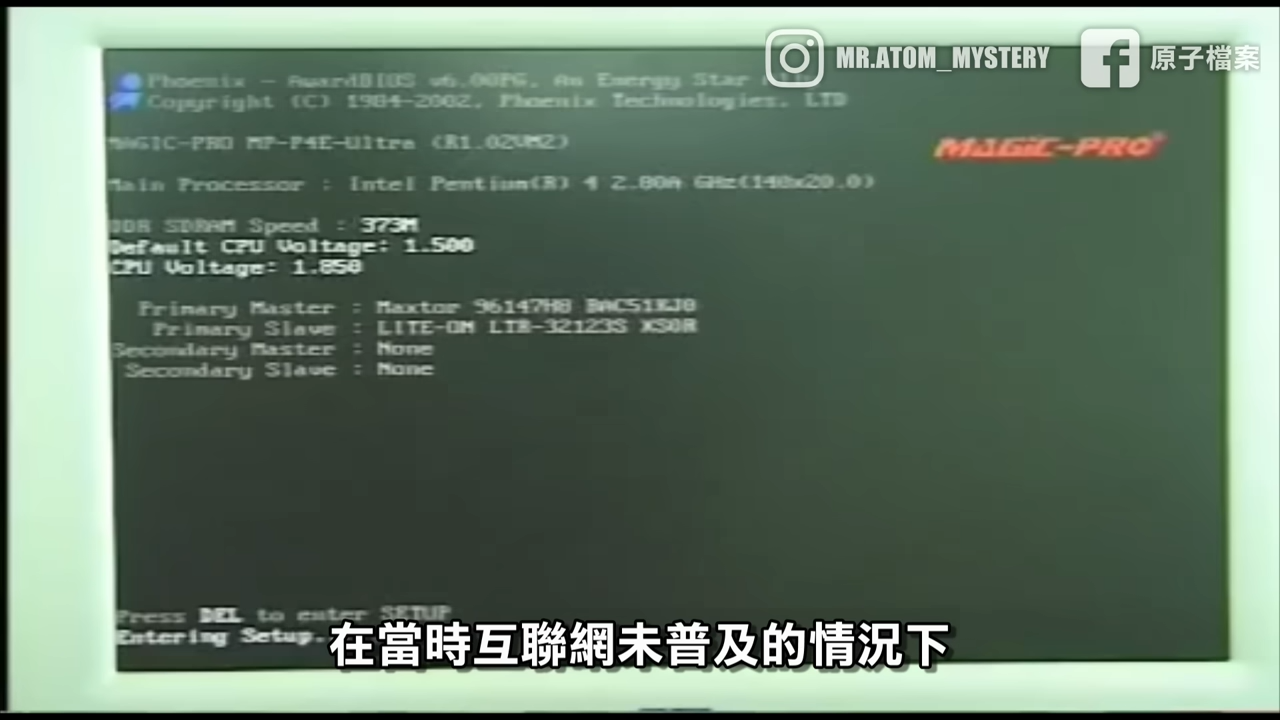 MR.ATOM_MYSTERY
原子檔案
Phoenix - AwardBIOS v6.00PG, An Energy Star
Copyright (C) 1984-2002, Phoenix Technologies, LTD
MAGIC-PRO MP-P4E-Ultra (R1.02VM2)
MAGIC-PRO
Main Processor : Intel Pentium(R) 4 2.80A GHz(140x20.0)
DDR SDRAM Speed : 373M
Default CPU Voltage: 1.500
CPU Voltage: 1.850
Primary Master : Maxtor 96147H8
Primary Slave : LITE-ON LTR-32123S XS0R
Secondary Master : None
Secondary Slave : None
Press DEL to enter SETUP
Entering Setup.
在當時互聯網未普及的情況下